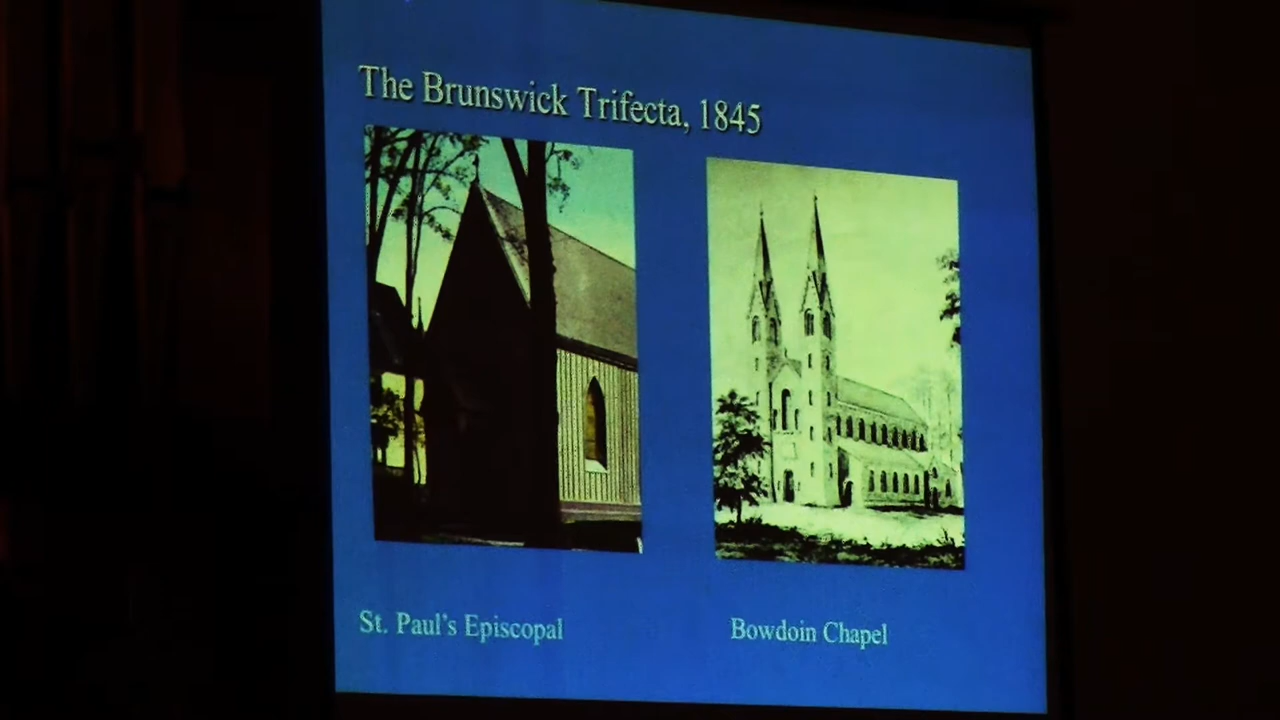 The Brunswick Trifecta, 1845
St. Paul's Episcopal
Bowdoin Chapel